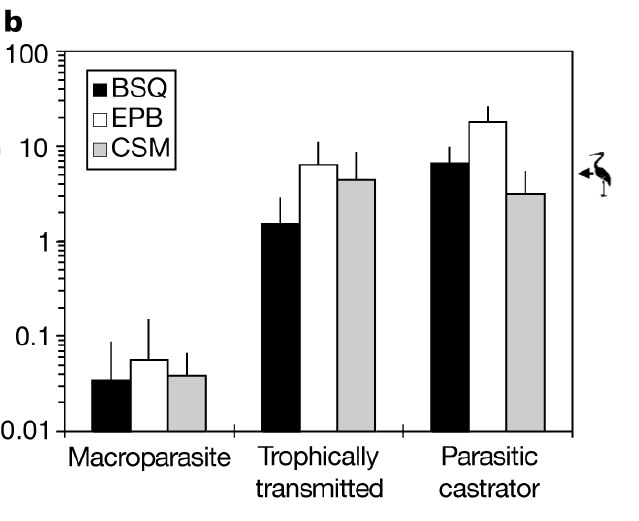 b
100
10
1
0.1
0.01
BSQ
EPB
CSM
Macroparasite
Trophically
transmitted
Parasitic
castrator